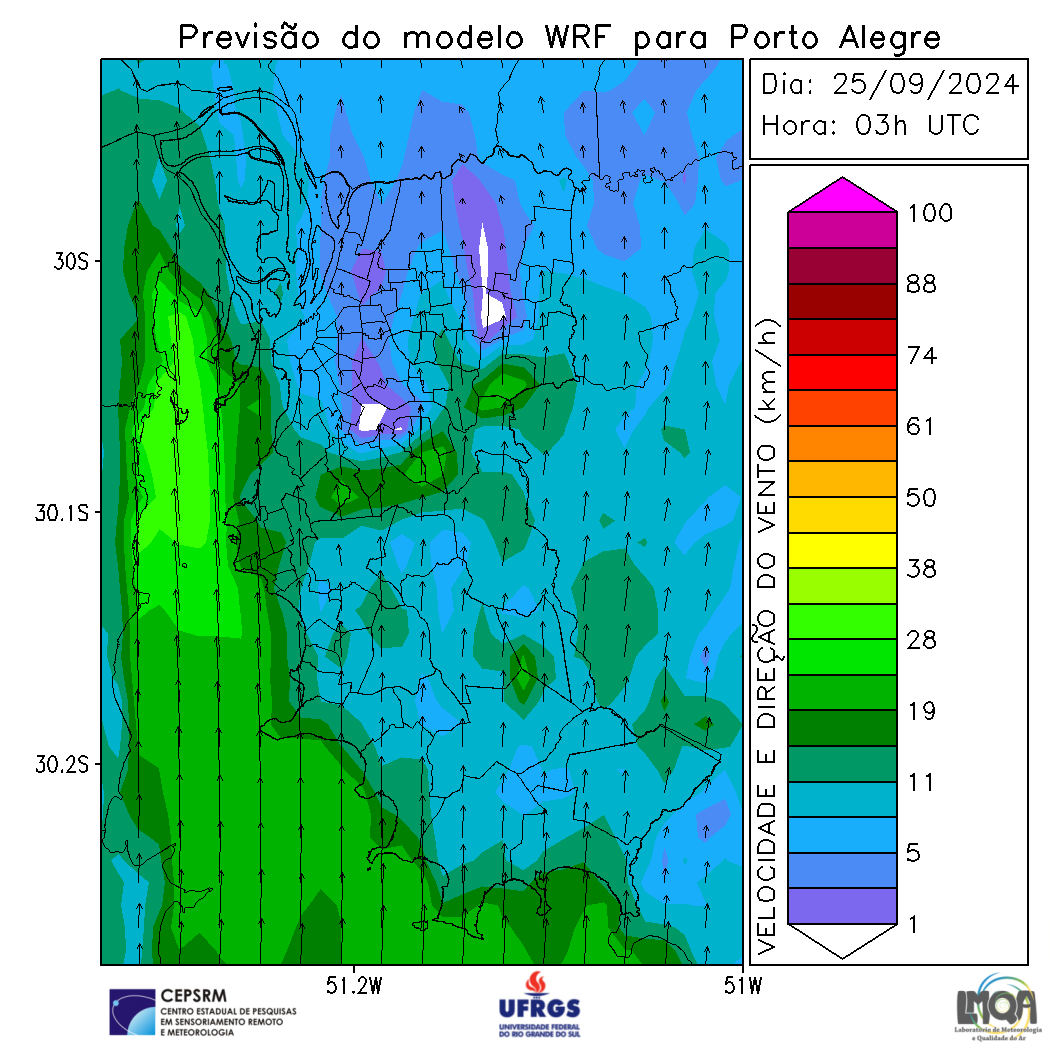 Previsão do modelo WRF para Porto Alegre
Dia: 25/09/2024
Hora: 03h UTC
30S
30.1S
30.2S
51.2W
51W
VELOCIDADE E DIREÇÃO DO VENTO (km/h)
100
88
74
61
50
38
28
19
11
5
1
CEPSRM
CENTRO ESTADUAL DE PESQUISAS
EM SENSORIAMENTO REMOTO
E METEOROLOGIA
UFRGS
UNIVERSIDADE FEDERAL
DO RIO GRANDE DO SUL
LMQA
Laboratório de Meteorologia
e Qualidade do Ar